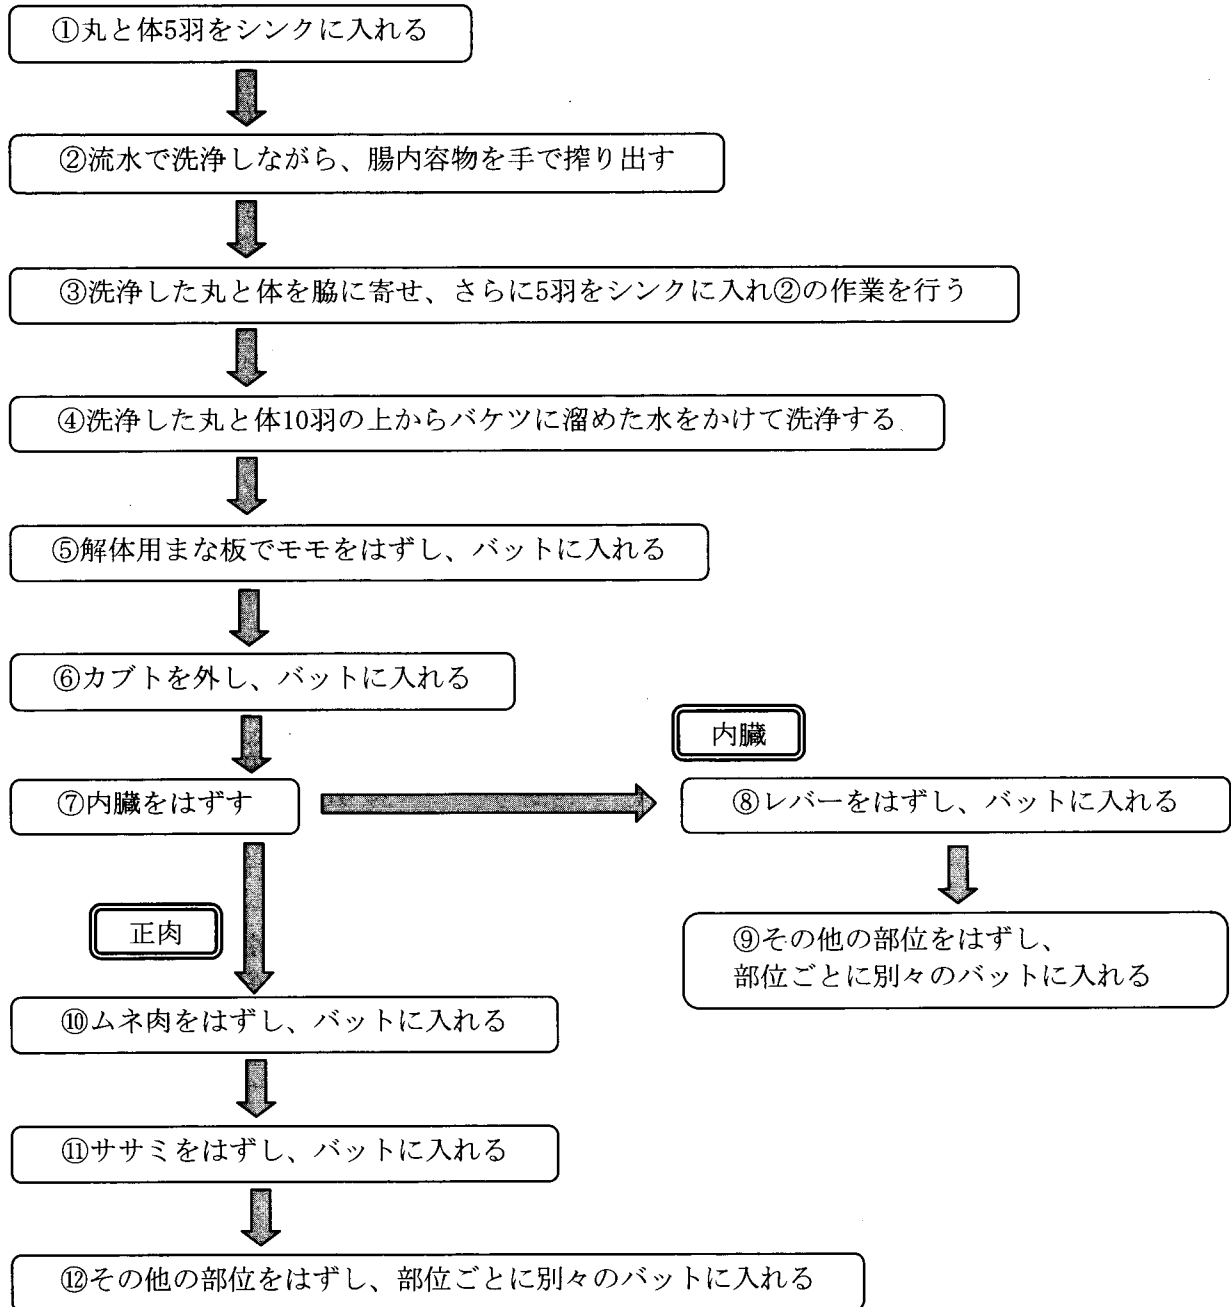 ①丸と体5羽をシンクに入れる
②流水で洗浄しながら、腸内容物を手で搾り出す
③洗浄した丸と体を脇に寄せ、さらに5羽をシンクに入れ②の作業を行う
④洗浄した丸と体10羽の上からバケツに溜めた水をかけて洗浄する
⑤解体用まな板でモモをはずし、バットに入れる
⑥カブトを外し、バットに入れる
内臓
⑦内臓をはずす
⑧レバーをはずし、バットに入れる
正肉
⑨その他の部位をはずし、
部位ごとに別々のバットに入れる
⑩ムネ肉をはずし、バットに入れる
⑪ササミをはずし、バットに入れる
⑫その他の部位をはずし、部位ごとに別々のバットに入れる